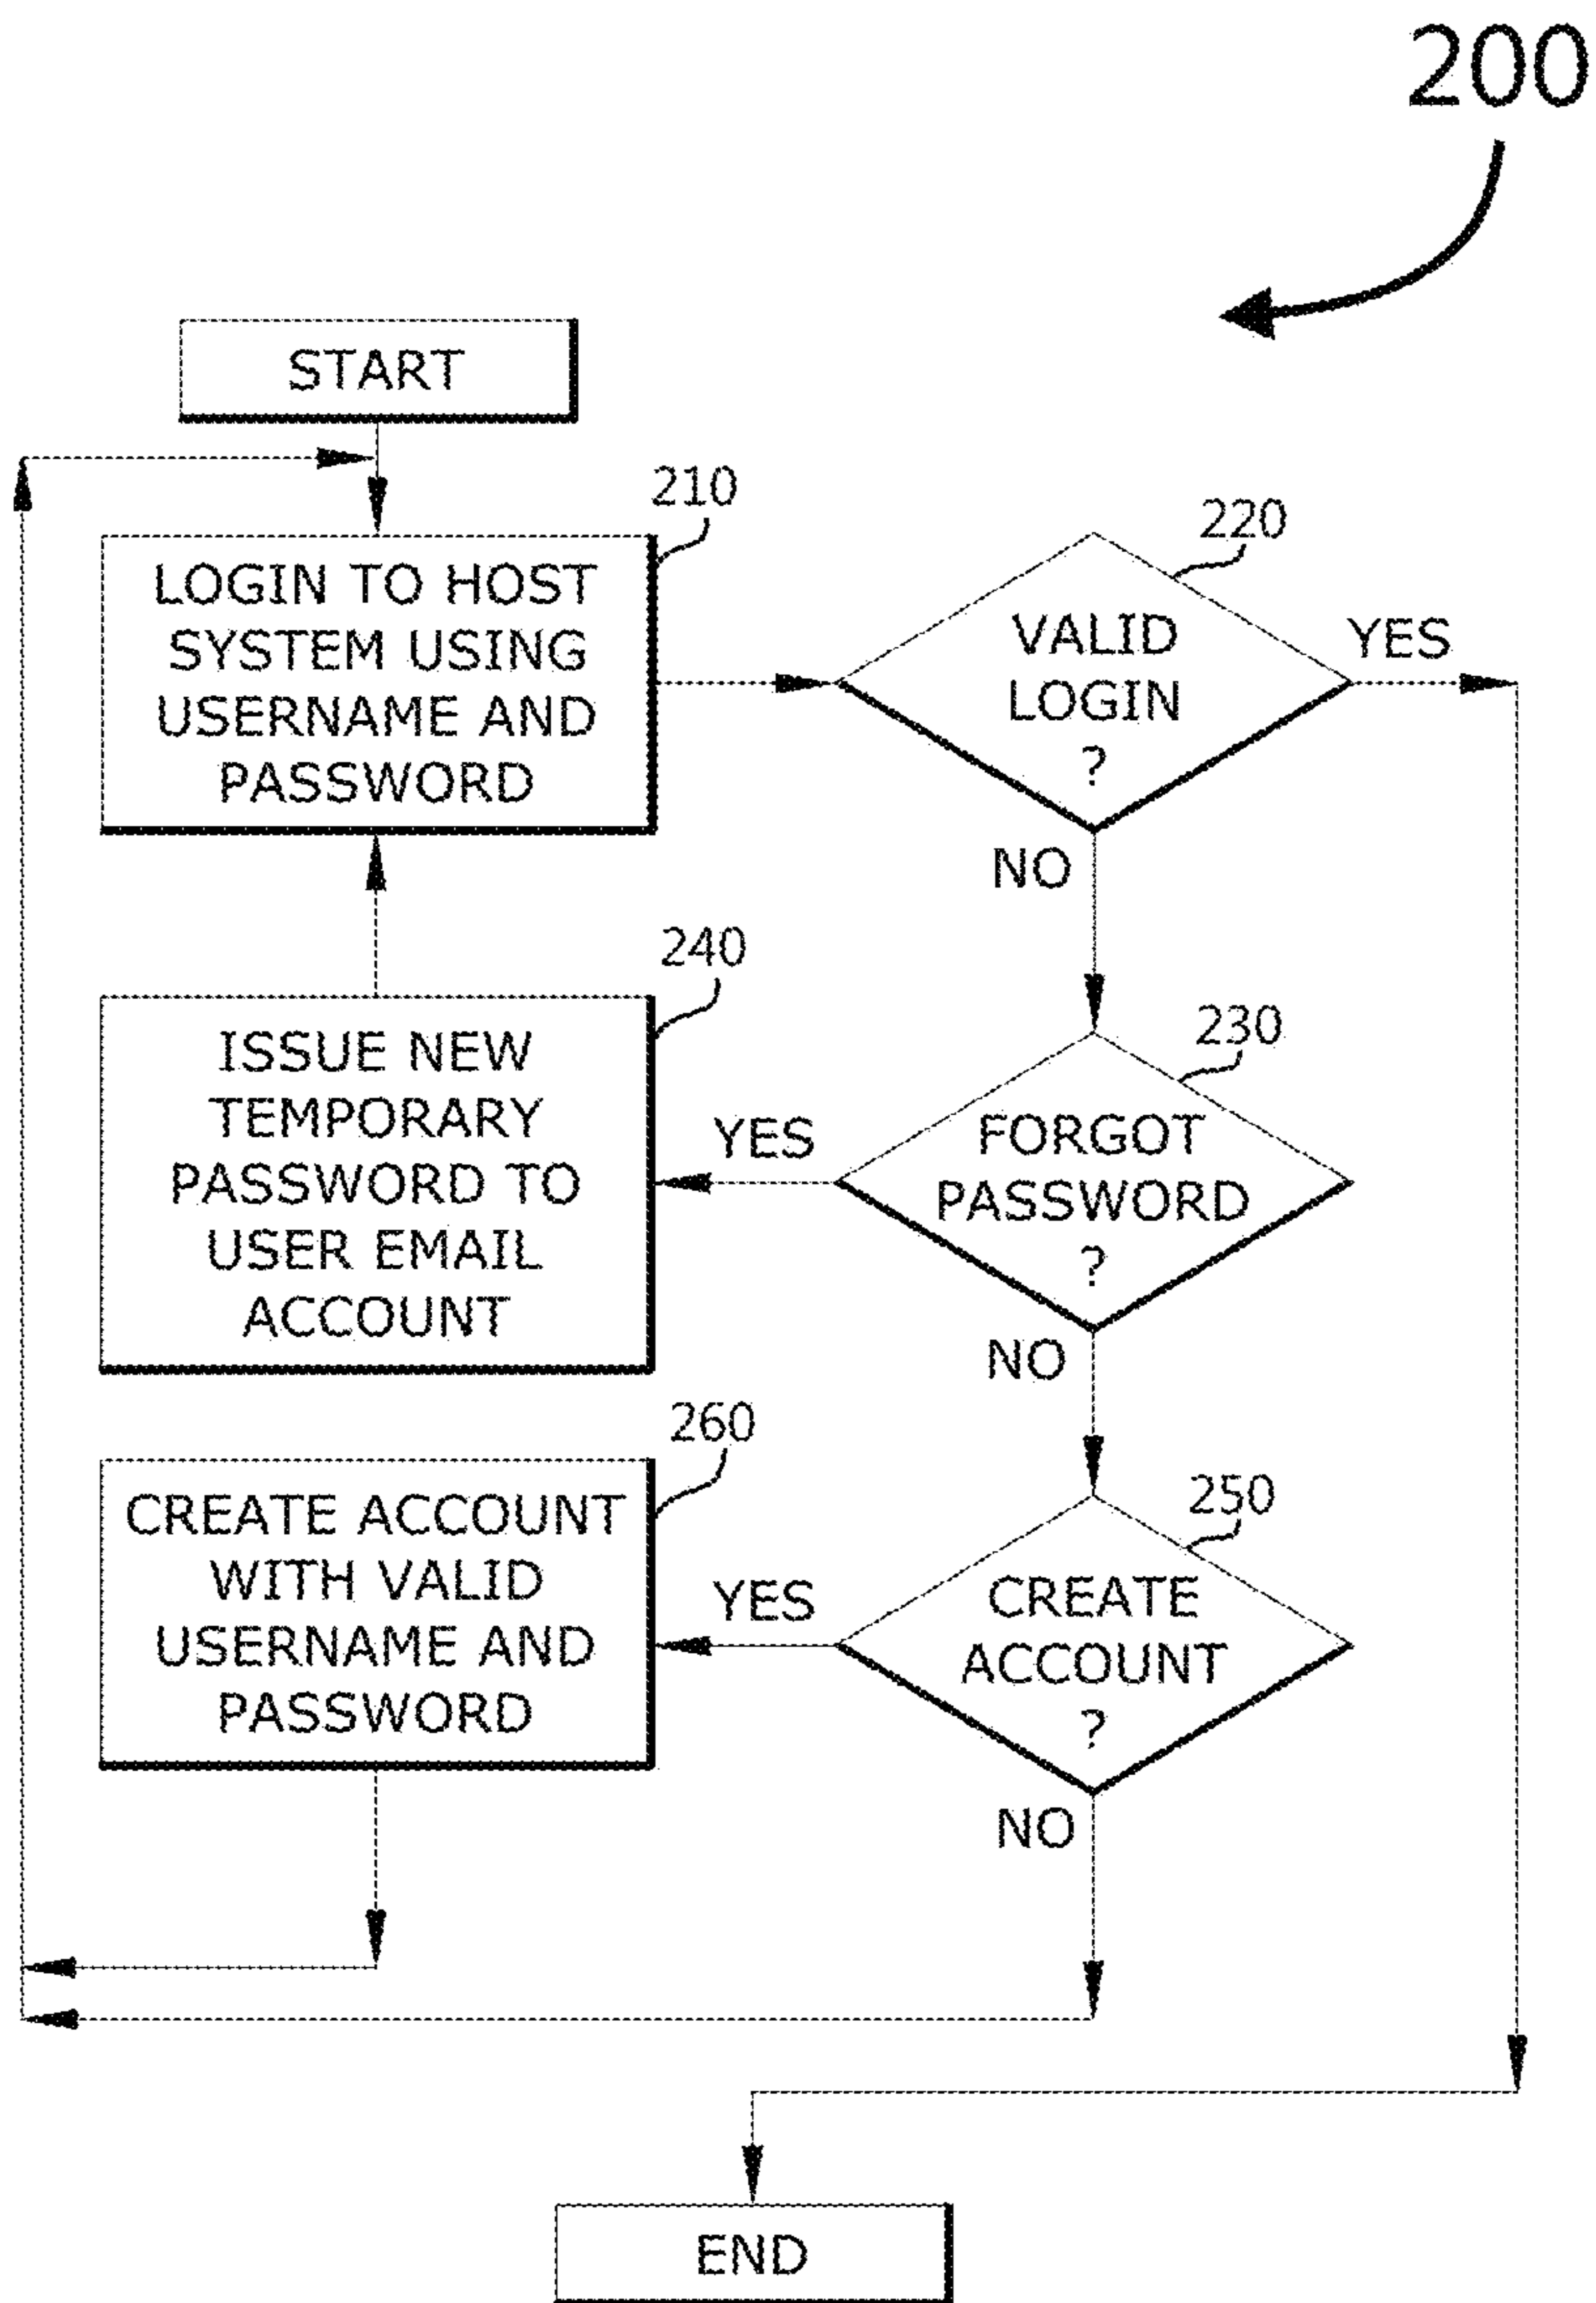 200
START
210
LOGIN TO HOST
SYSTEM USING
USERNAME AND
PASSWORD
220
VALID
LOGIN
?
YES
NO
240
ISSUE NEW
TEMPORARY
PASSWORD TO
USER EMAIL
ACCOUNT
230
FORGOT
PASSWORD
?
YES
NO
260
CREATE ACCOUNT
WITH VALID
USERNAME AND
PASSWORD
250
CREATE
ACCOUNT
?
YES
NO
END